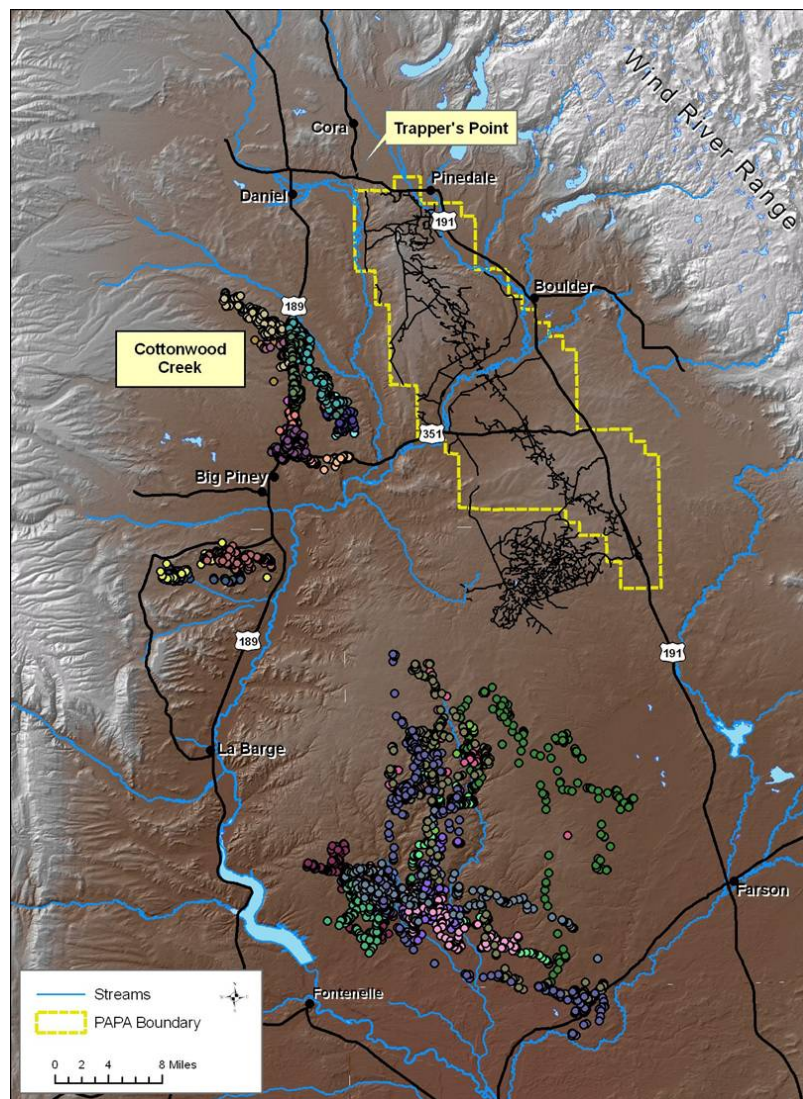 Wind River Range
Cora
Trapper's Point
Pinedale
Daniel
191
Boulder
189
Cottonwood
Creek
351
Big Piney
189
191
La Barge
Farson
Fontenelle
Streams
PAPA Boundary
0 2 4 8 Miles